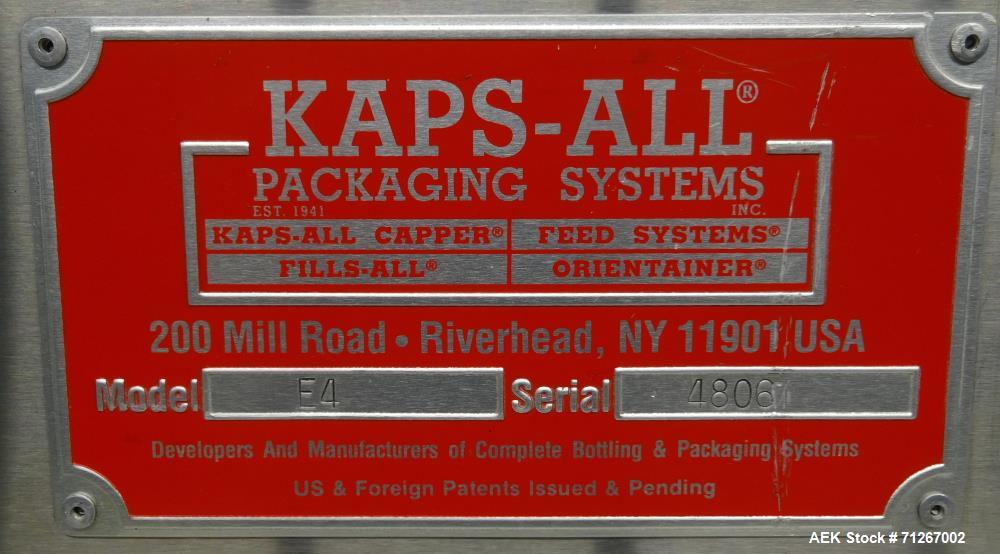 KAPS-ALL®
PACKAGING SYSTEMS
EST. 1941 INC.
KAPS-ALL CAPPER® FEED SYSTEMS®
FILLS-ALL® ORIENTAINER®
200 Mill Road • Riverhead, NY 11901 USA
Model E4 Serial 4806
Developers And Manufacturers of Complete Bottling & Packaging Systems
US & Foreign Patents Issued & Pending
AEK Stock # 71267002